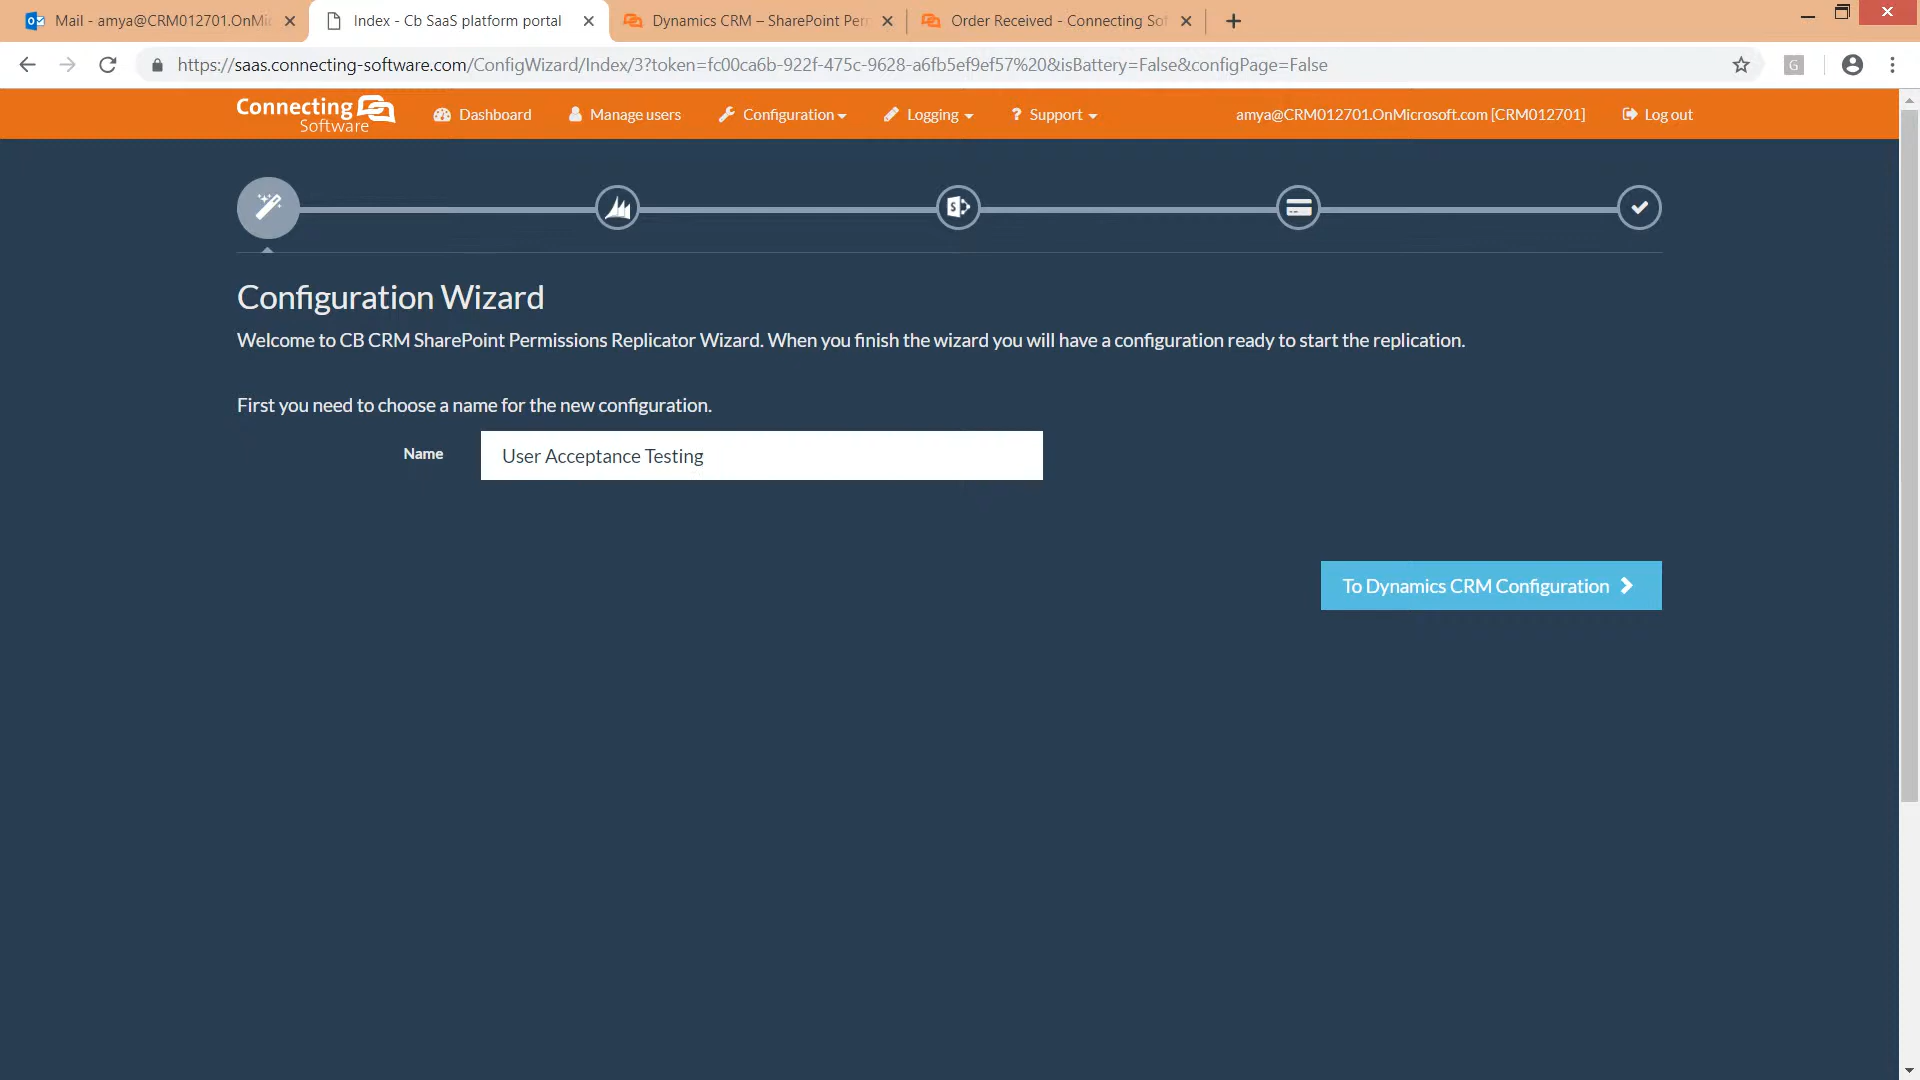 Mail - amya@CRM012701.OnMic
Index - Cb SaaS platform portal
Dynamics CRM – SharePoint Perm
Order Received - Connecting Sof
https://saas.connecting-software.com/ConfigWizard/Index/3?token=fc00ca6b-922f-475c-9628-a6fb5ef9ef57%20&isBattery=False&configPage=False
G
Connecting
Software
Dashboard
Manage users
Configuration
Logging
? Support
amya@CRM012701.OnMicrosoft.com [CRM012701]
Log out
Configuration Wizard
Welcome to CB CRM SharePoint Permissions Replicator Wizard. When you finish the wizard you will have a configuration ready to start the replication.
First you need to choose a name for the new configuration.
Name
User Acceptance Testing
To Dynamics CRM Configuration